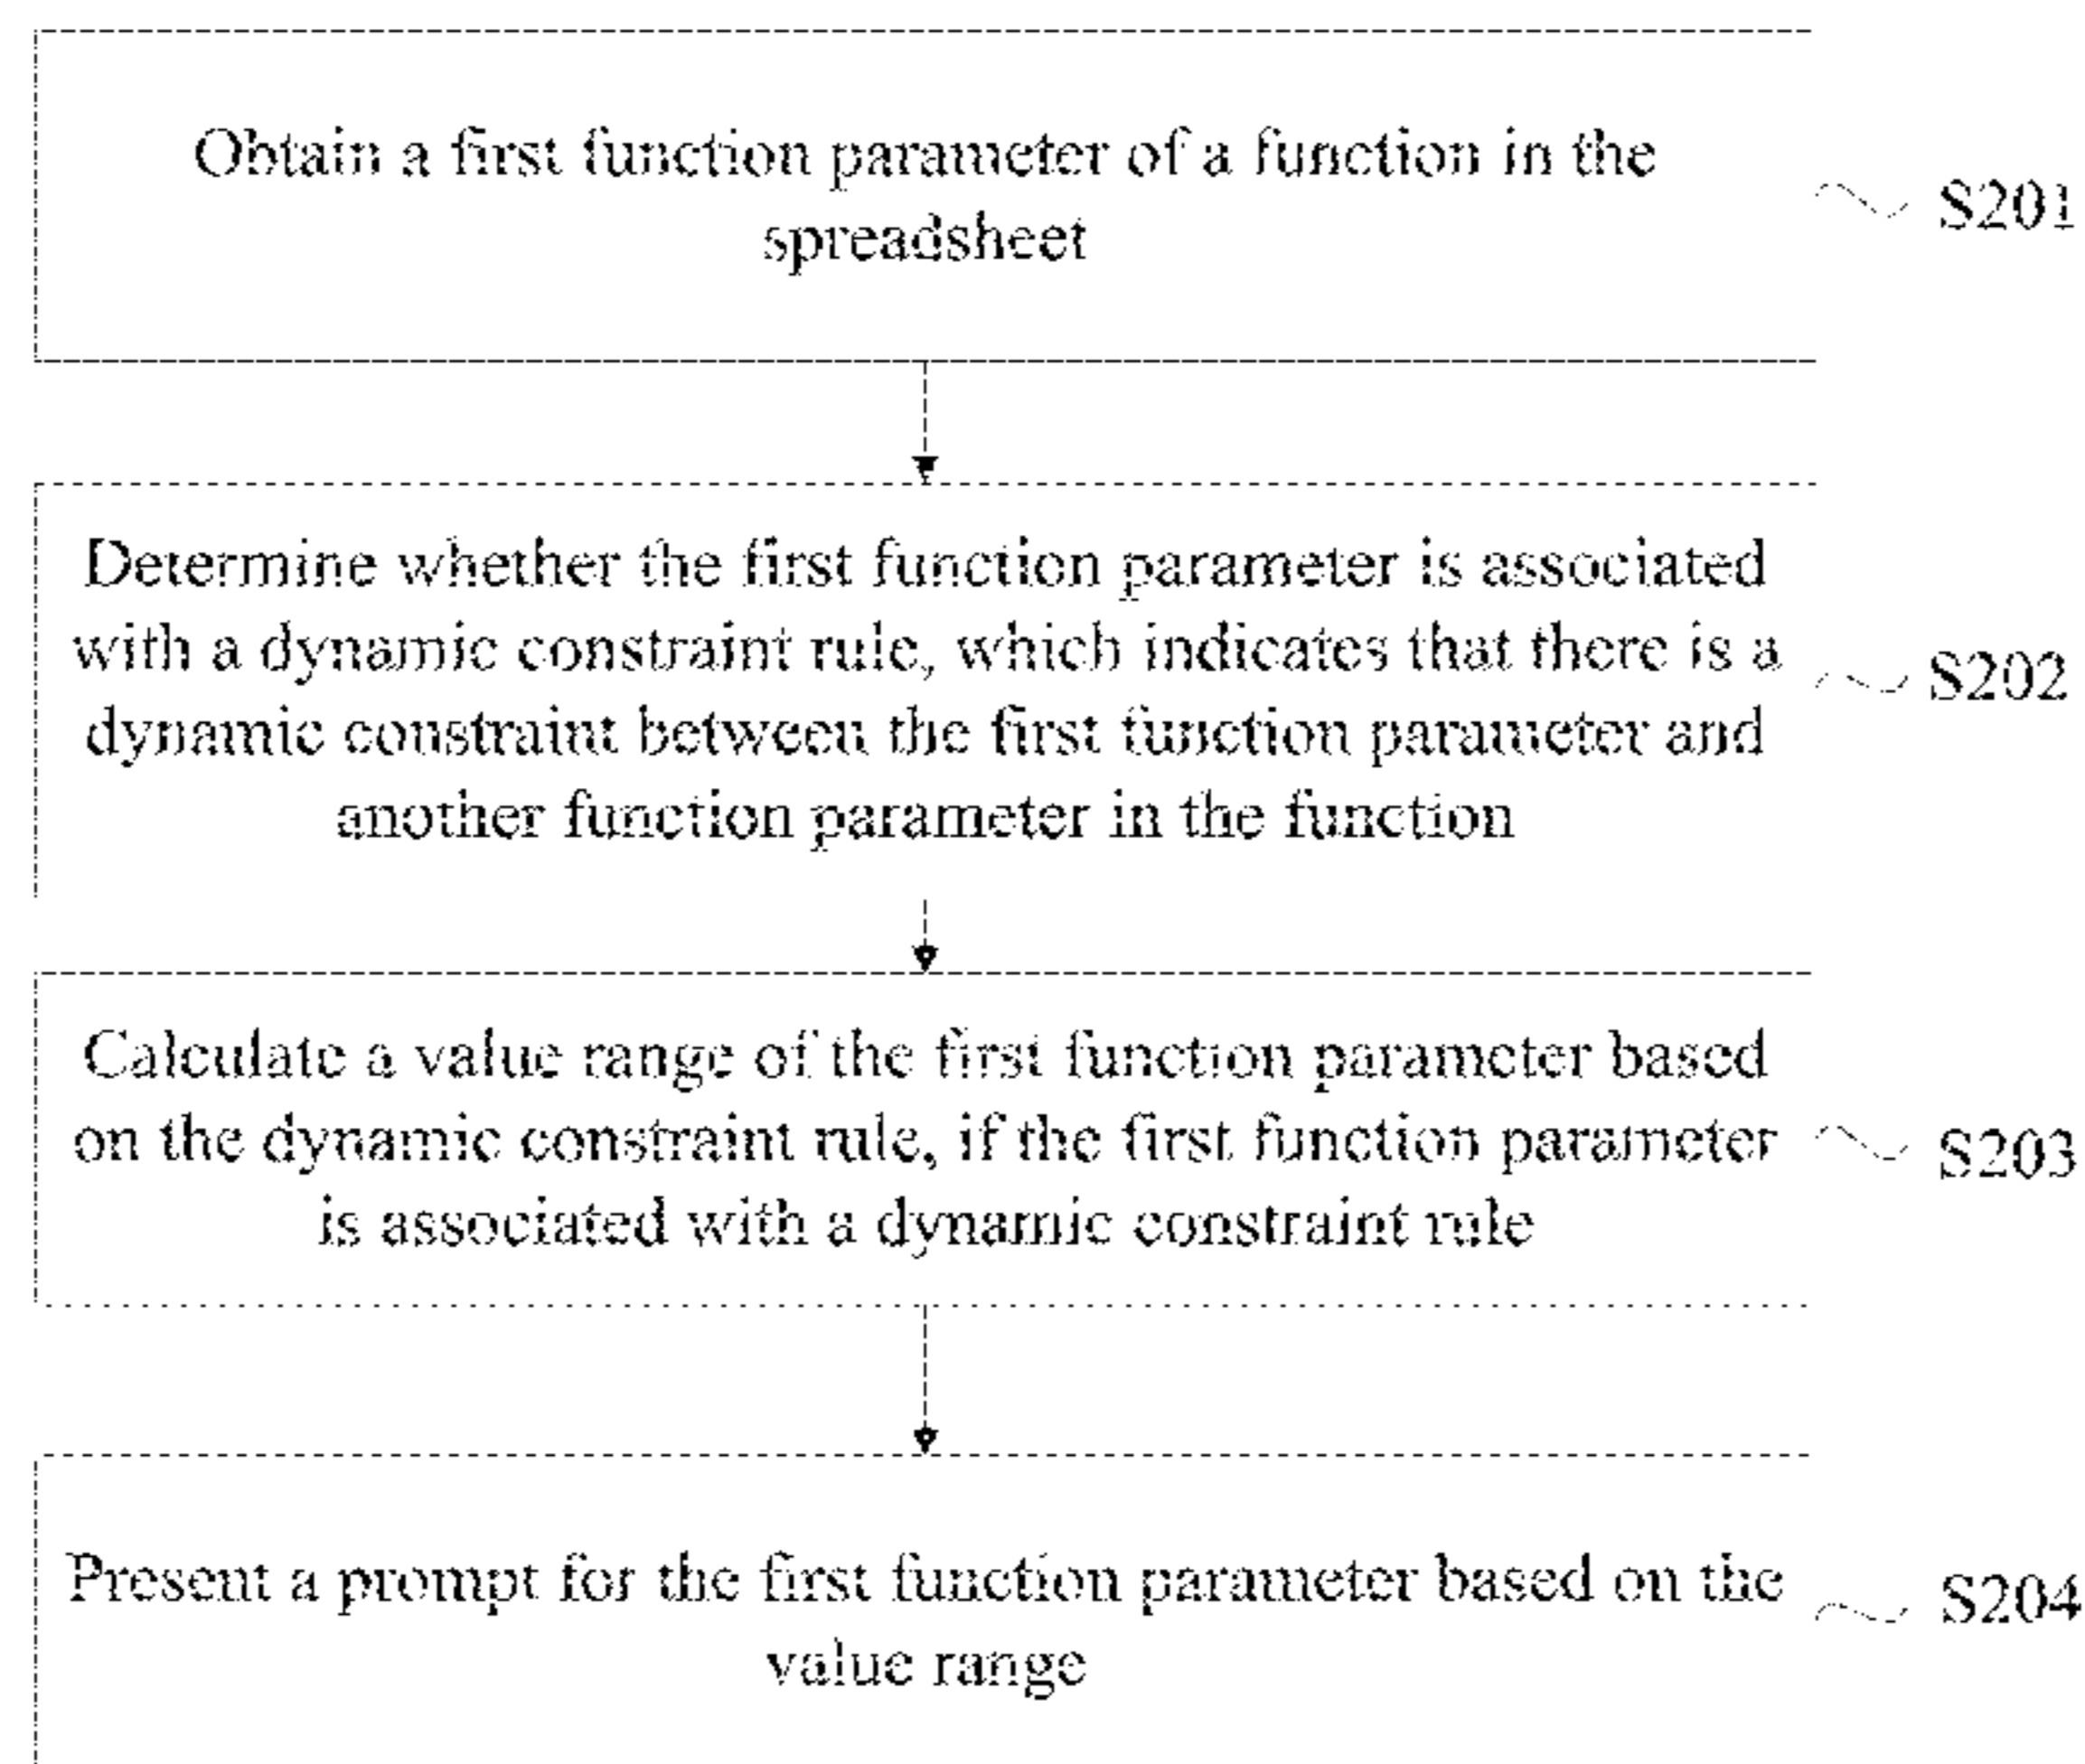 Obtain a first function parameter of a function in the
spreadsheet
S201
Determine whether the first function parameter is associated
with a dynamic constraint rule, which indicates that there is a
dynamic constraint between the first function parameter and
another function parameter in the function
S202
Calculate a value range of the first function parameter based
on the dynamic constraint rule, if the first function parameter
is associated with a dynamic constraint rule
S203
Present a prompt for the first function parameter based on the
value range
S204